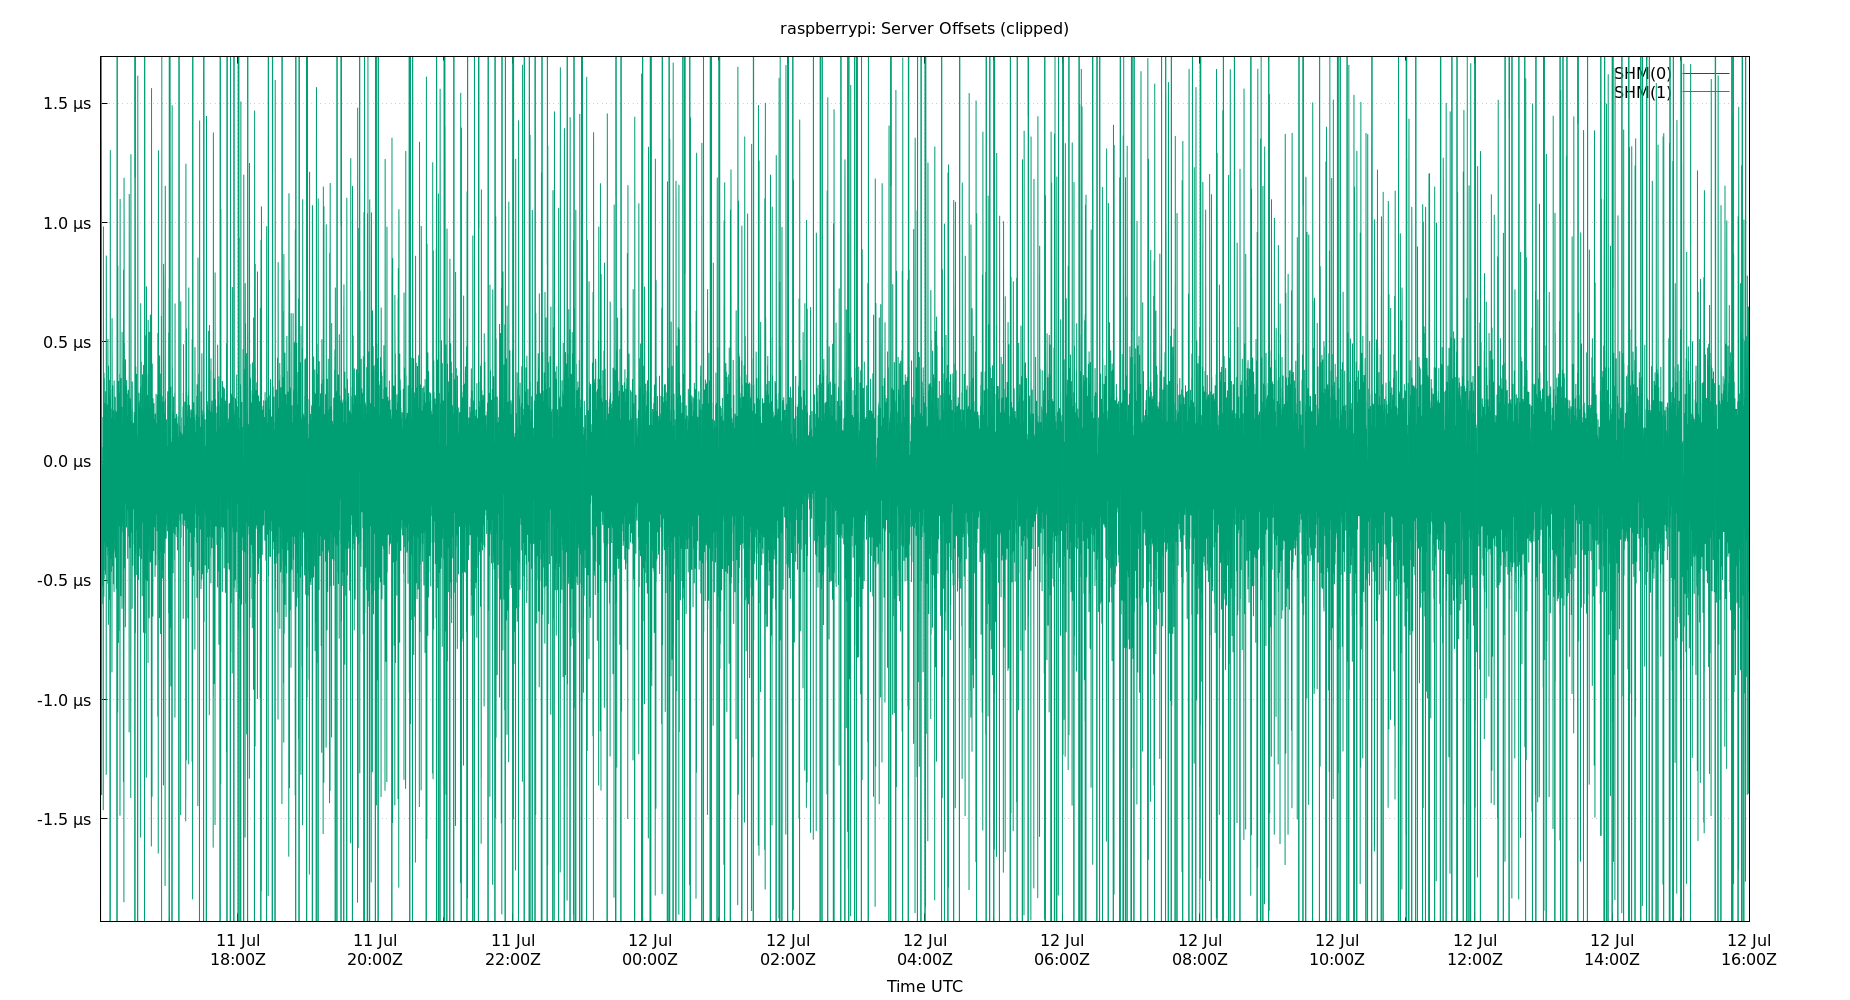 raspberrypi: Server Offsets (clipped)
SHM(0)
SHM(1)
1.5 µs
1.0 µs
0.5 µs
0.0 µs
-0.5 µs
-1.0 µs
-1.5 µs
11 Jul 11 Jul 11 Jul 12 Jul 12 Jul 12 Jul 12 Jul 12 Jul 12 Jul 12 Jul 12 Jul 12 Jul
18:00Z 20:00Z 22:00Z 00:00Z 02:00Z 04:00Z 06:00Z 08:00Z 10:00Z 12:00Z 14:00Z 16:00Z
Time UTC